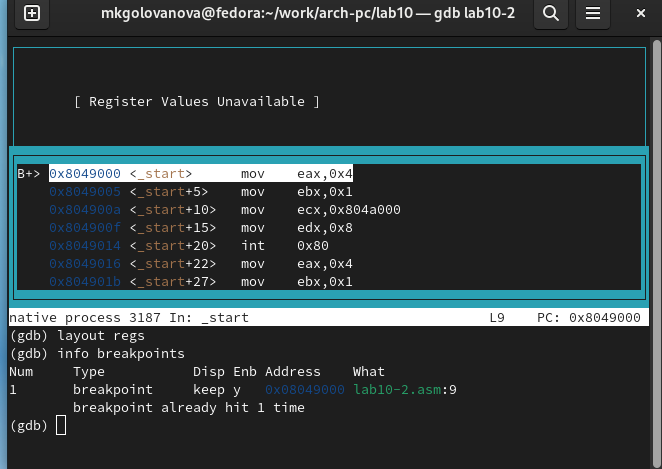 mkgolovanova@fedora:~/work/arch-pc/lab10 — gdb lab10-2
[ Register Values Unavailable ]
B+> 0x8049000 <_start> mov eax,0x4
0x8049005 <_start+5> mov ebx,0x1
0x804900a <_start+10> mov ecx,0x804a000
0x804900f <_start+15> mov edx,0x8
0x8049014 <_start+20> int 0x80
0x8049016 <_start+22> mov eax,0x4
0x804901b <_start+27> mov ebx,0x1
native process 3187 In: _start L9 PC: 0x8049000
(gdb) layout regs
(gdb) info breakpoints
Num Type Disp Enb Address What
1 breakpoint keep y 0x08049000 lab10-2.asm:9
breakpoint already hit 1 time
(gdb)